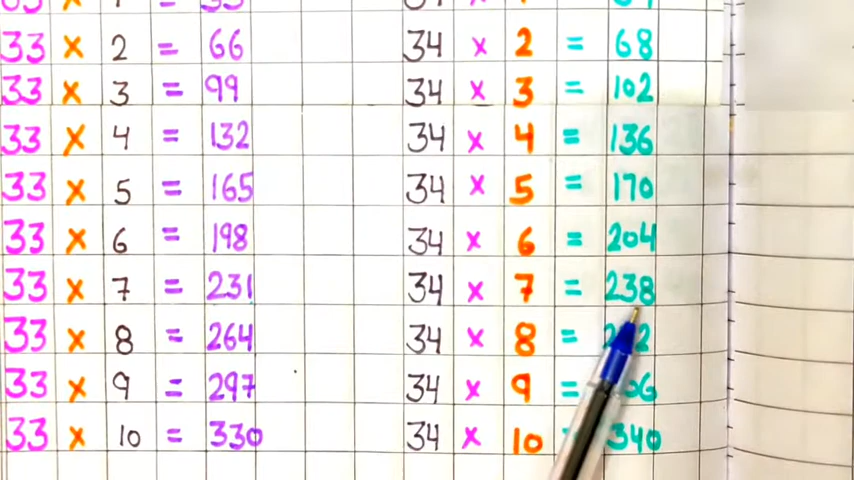 33 × 2 = 66 34 × 2 = 68
33 × 3 = 99 34 × 3 = 102
33 × 4 = 132 34 × 4 = 136
33 × 5 = 165 34 × 5 = 170
33 × 6 = 198 34 × 6 = 204
33 × 7 = 231 34 × 7 = 238
33 × 8 = 264 34 × 8 =
33 × 9 = 297 34 × 9 =
33 × 10 = 330 34 × 10 = 340